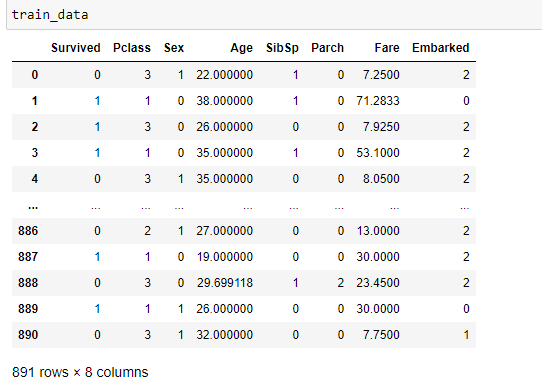 train_data
Survived Pclass Sex Age SibSp Parch Fare Embarked
0 0 3 1 22.000000 1 0 7.2500 2
1 1 1 0 38.000000 1 0 71.2833 0
2 1 3 0 26.000000 0 0 7.9250 2
3 1 1 0 35.000000 1 0 53.1000 2
4 0 3 1 35.000000 0 0 8.0500 2
... ... ... ... ... ... ... ... ...
886 0 2 1 27.000000 0 0 13.0000 2
887 1 1 0 19.000000 0 0 30.0000 2
888 0 3 0 29.699118 1 2 23.4500 2
889 1 1 1 26.000000 0 0 30.0000 0
890 0 3 1 32.000000 0 0 7.7500 1
891 rows × 8 columns